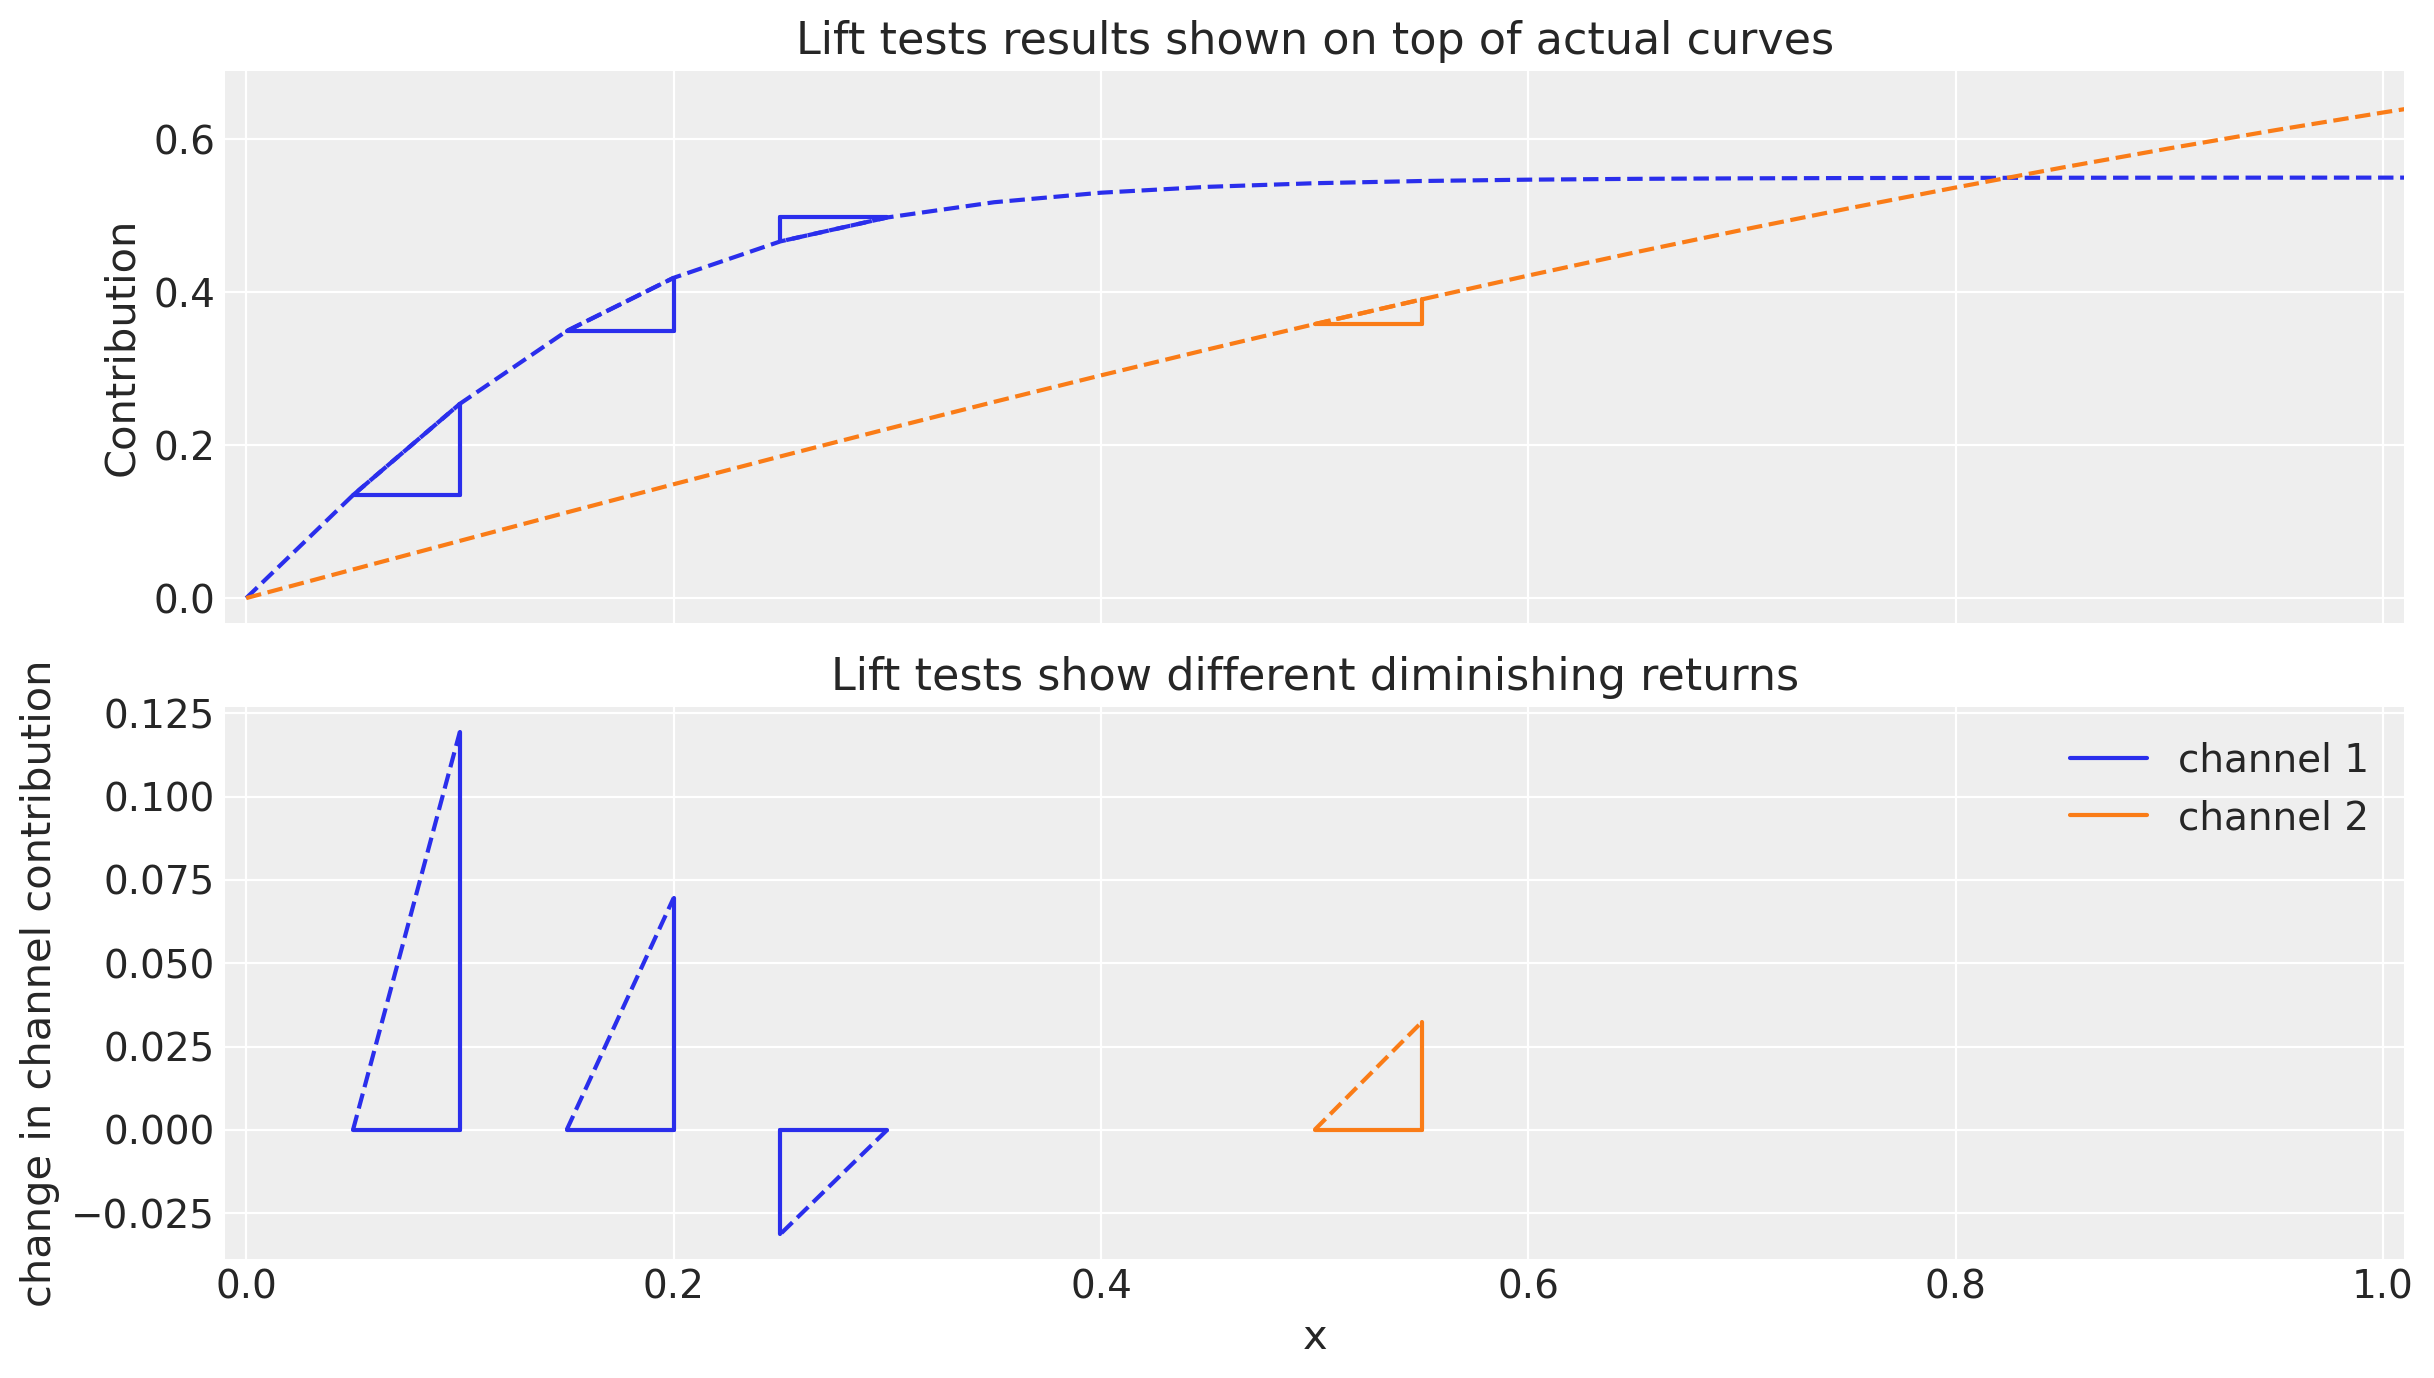 Lift tests results shown on top of actual curves
Contribution
0.6
0.4
0.2
0.0
Lift tests show different diminishing returns
change in channel contribution
0.125
0.100
0.075
0.050
0.025
0.000
−0.025
channel 1
channel 2
0.0 0.2 0.4 0.6 0.8 1.0
x